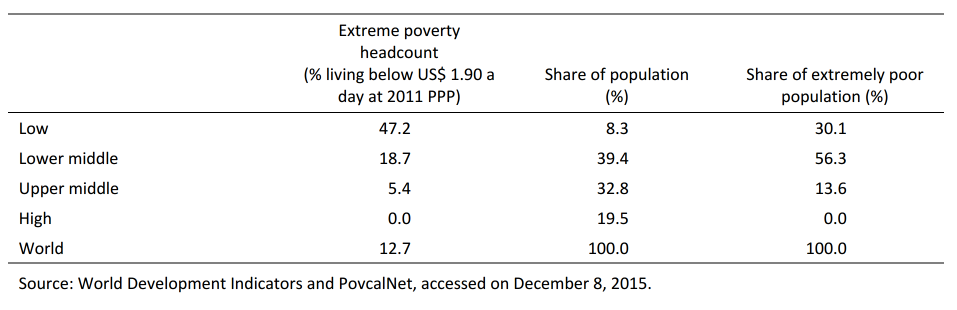 Extreme poverty
headcount
(% living below US$ 1.90 a Share of population Share of extremely poor
day at 2011 PPP) (%) population (%)
Low 47.2 8.3 30.1
Lower middle 18.7 39.4 56.3
Upper middle 5.4 32.8 13.6
High 0.0 19.5 0.0
World 12.7 100.0 100.0
Source: World Development Indicators and PovcalNet, accessed on December 8, 2015.